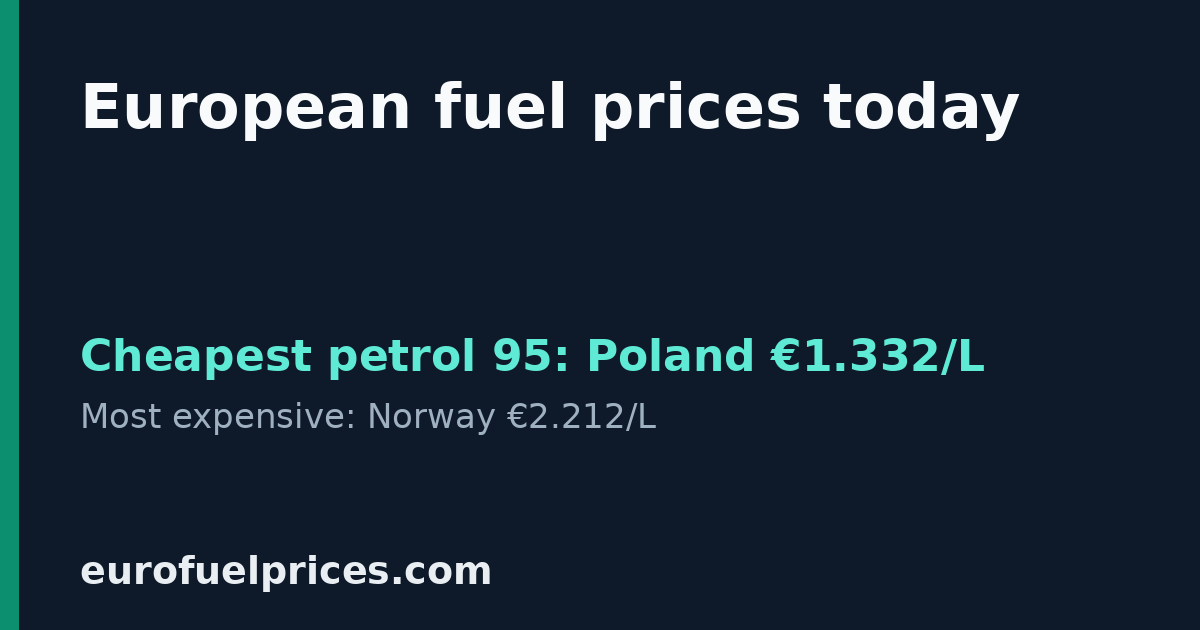 European fuel prices today
Cheapest petrol 95: Poland €1.332/L
Most expensive: Norway €2.212/L
eurofuelprices.com